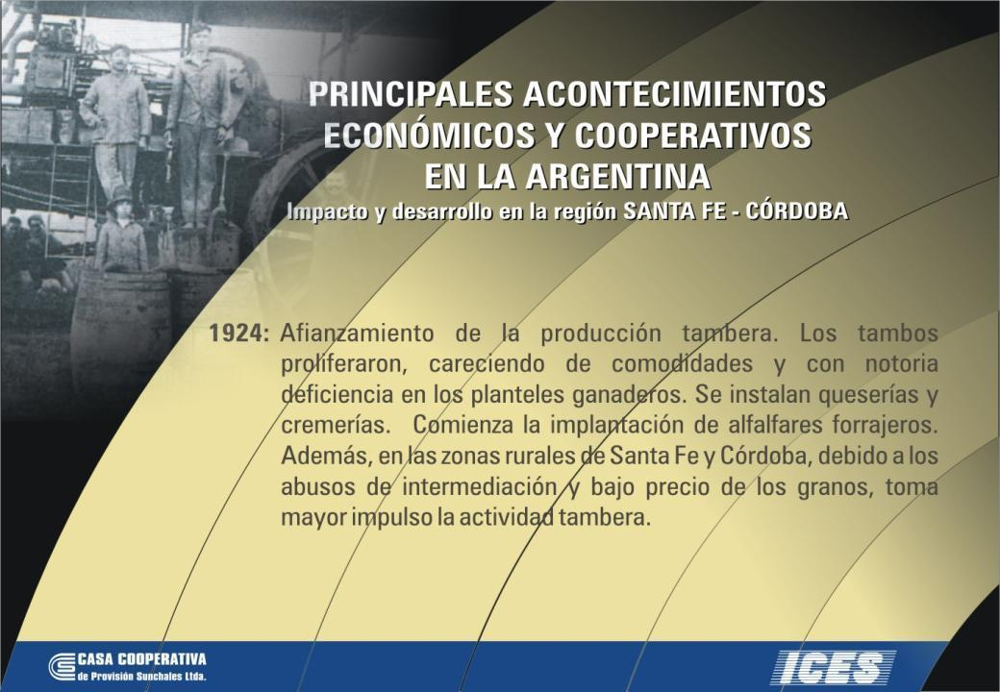 PRINCIPALES ACONTECIMIENTOS
ECONÓMICOS Y COOPERATIVOS
EN LA ARGENTINA
Impacto y desarrollo en la región SANTA FE - CÓRDOBA
1924: Afianzamiento de la producción tambera. Los tambos
proliferaron, careciendo de comodidades y con notoria
deficiencia en los planteles ganaderos. Se instalan queserías y
cremerías. Comienza la implantación de alfalfares forrajeros.
Además, en las zonas rurales de Santa Fe y Córdoba, debido a los
abusos de intermediación y bajo precio de los granos, toma
mayor impulso la actividad tambera.
CASA COOPERATIVA
de Provisión Sunchales Ltda.
ICES